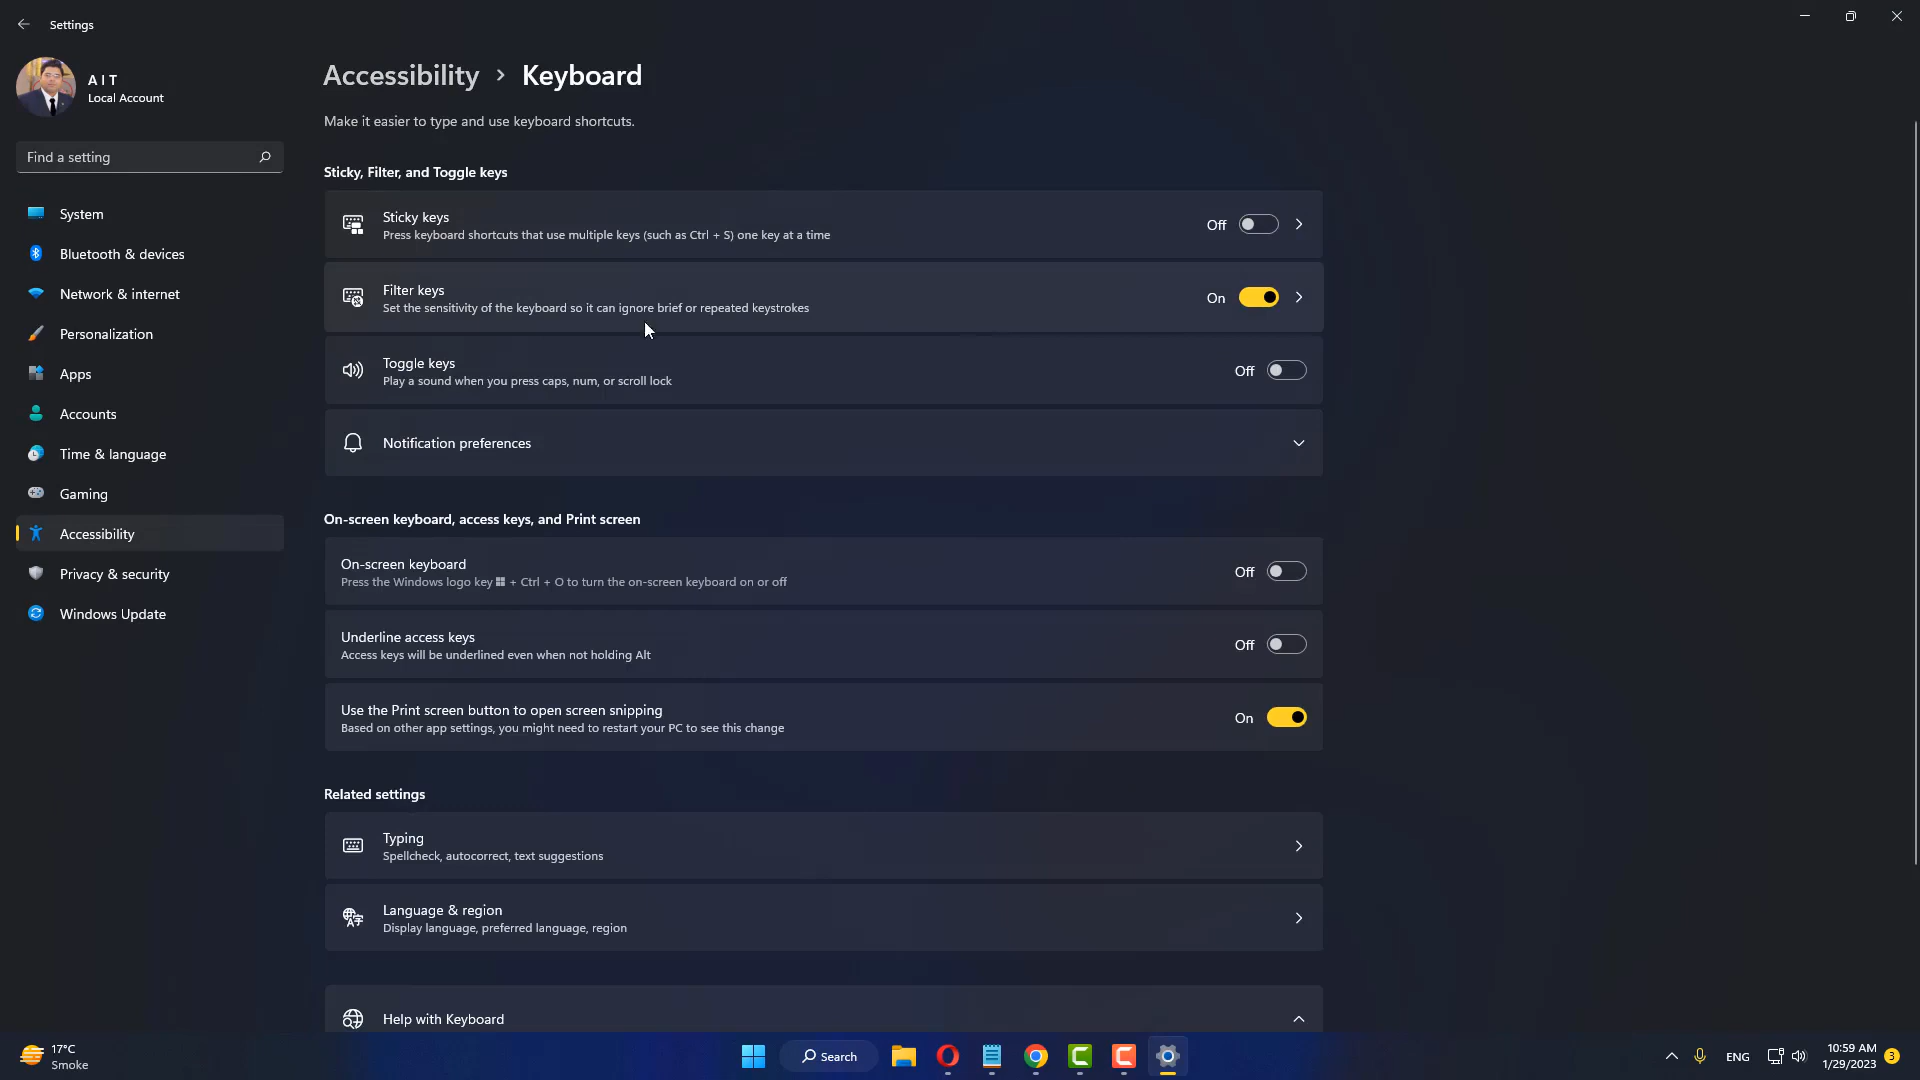 Settings
A I T
Local Account
Find a setting
System
Bluetooth & devices
Network & internet
Personalization
Apps
Accounts
Time & language
Gaming
Accessibility
Privacy & security
Windows Update
Accessibility > Keyboard
Make it easier to type and use keyboard shortcuts.
Sticky, Filter, and Toggle keys
Sticky keys
Press keyboard shortcuts that use multiple keys (such as Ctrl + S) one key at a time
Off
Filter keys
Set the sensitivity of the keyboard so it can ignore brief or repeated keystrokes
On
Toggle keys
Play a sound when you press caps, num, or scroll lock
Off
Notification preferences
On-screen keyboard, access keys, and Print screen
On-screen keyboard
Press the Windows logo key + Ctrl + O to turn the on-screen keyboard on or off
Off
Underline access keys
Access keys will be underlined even when not holding Alt
Off
Use the Print screen button to open screen snipping
Based on other app settings, you might need to restart your PC to see this change
On
Related settings
Typing
Spellcheck, autocorrect, text suggestions
Language & region
Display language, preferred language, region
Help with Keyboard
17°C
Smoke
Search
ENG
10:59 AM
1/29/2023
3